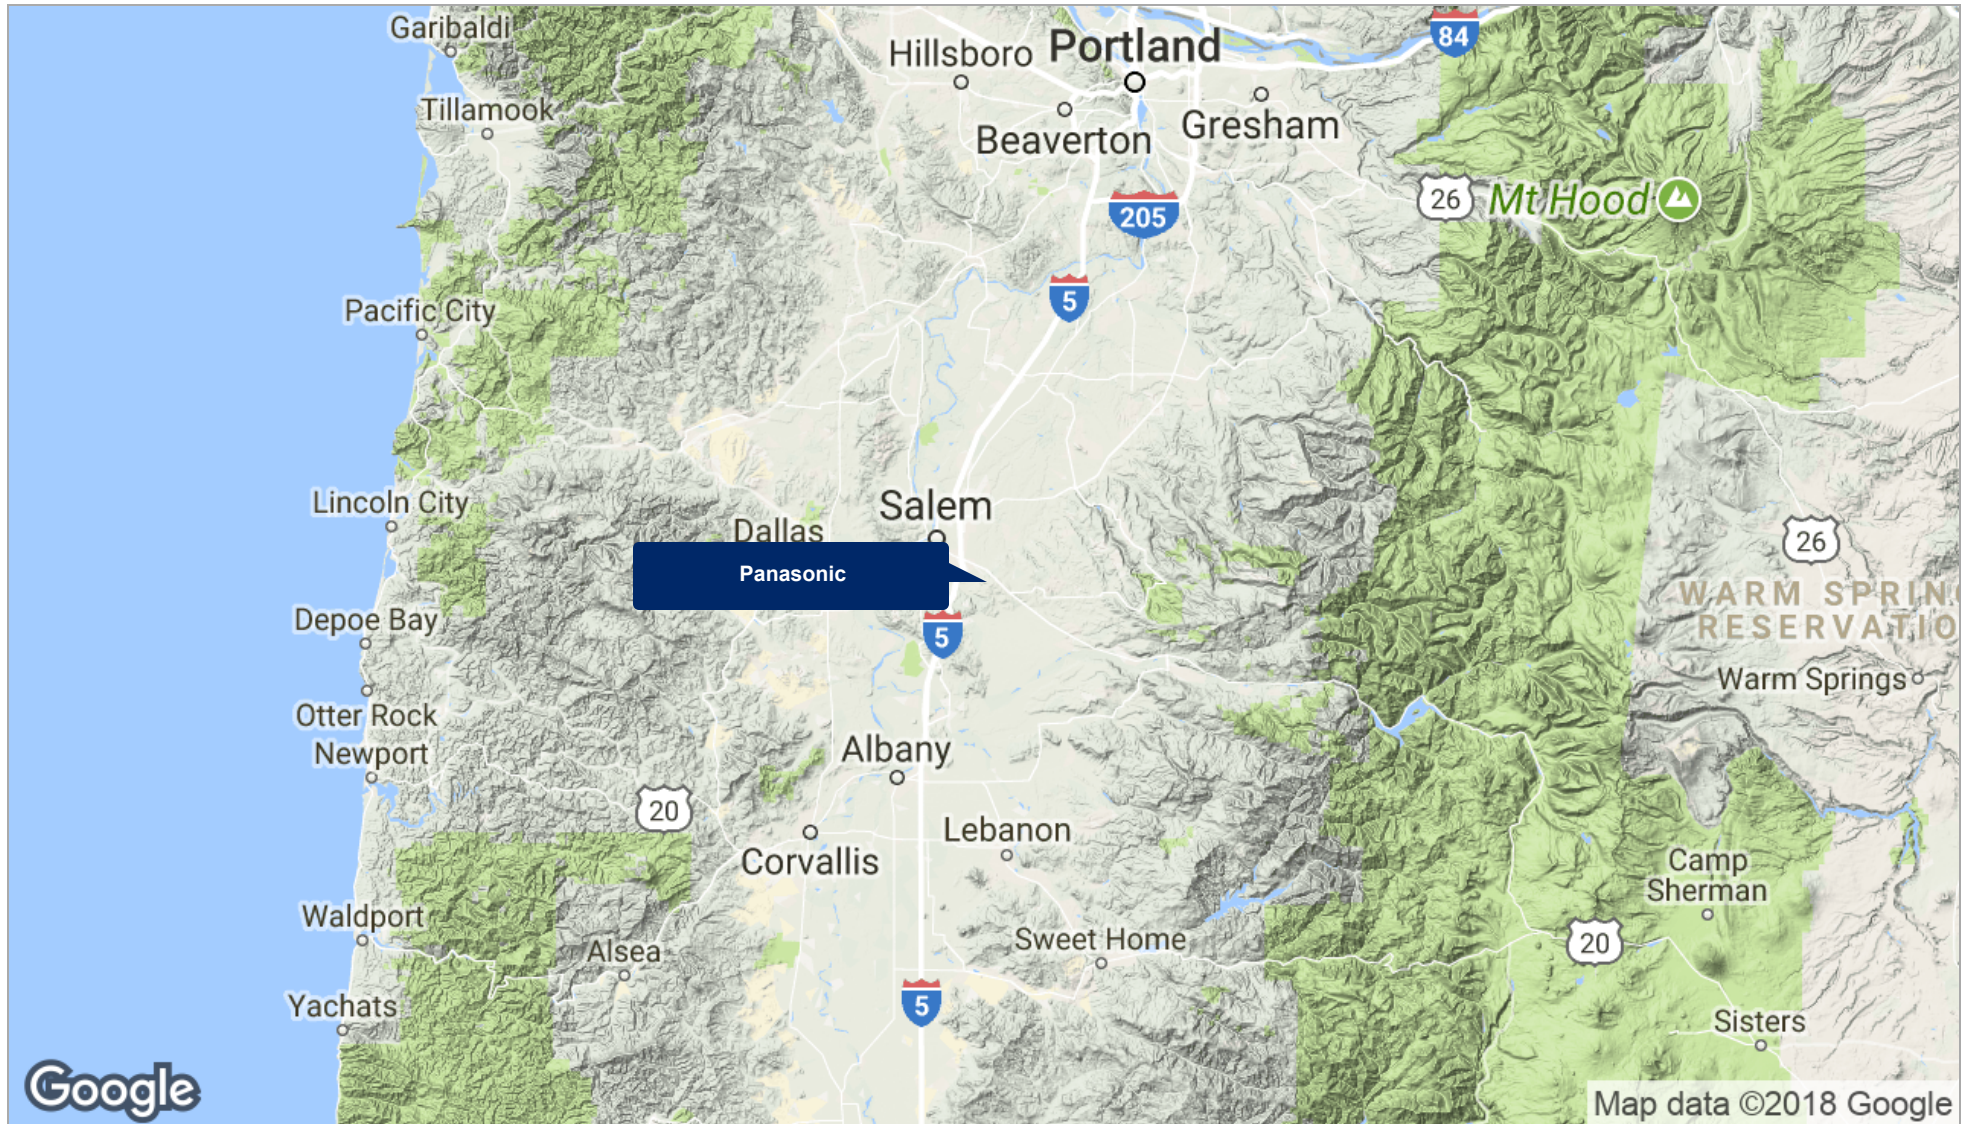 Garibaldi
Hillsboro
Portland
84
Tillamook
Beaverton
Gresham
26
Mt Hood
205
5
Pacific City
Lincoln City
Salem
Dallas
26
Panasonic
WARM SPRIN
RESERVATIO
Depoe Bay
5
Warm Springs
Otter Rock
Newport
Albany
20
Lebanon
Corvallis
Camp
Sherman
Waldport
Alsea
Sweet Home
20
Yachats
5
Sisters
Google
Map data ©2018 Google